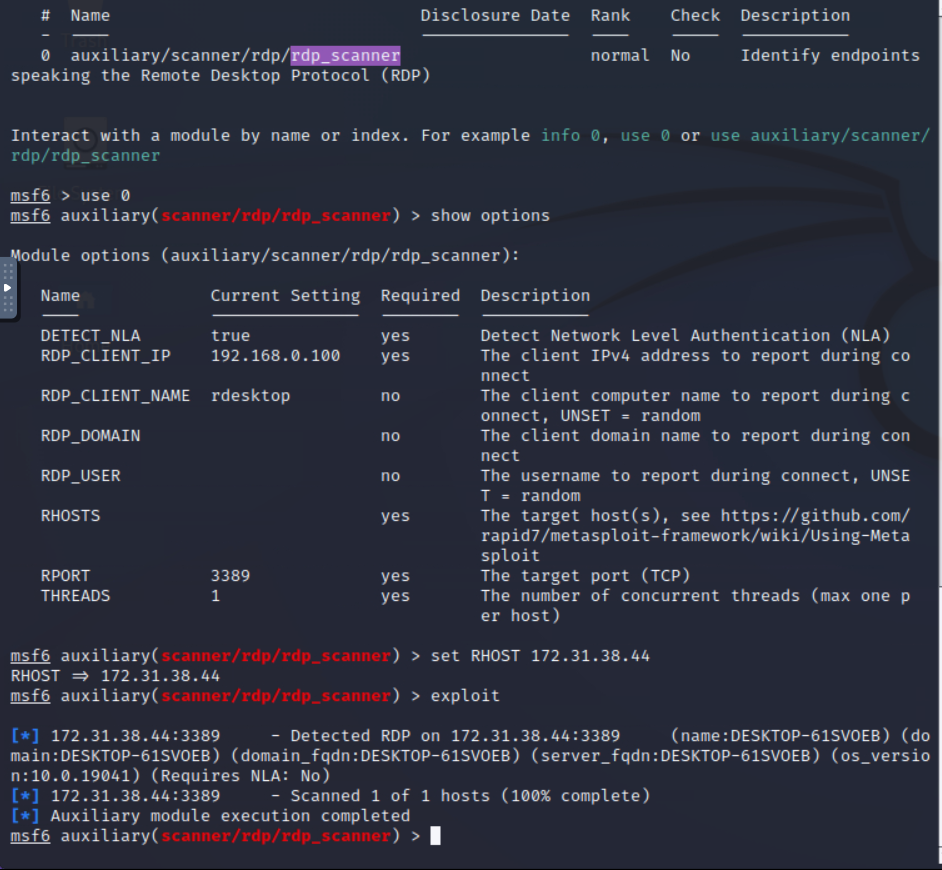 # Name Disclosure Date Rank Check Description
0 auxiliary/scanner/rdp/rdp_scanner normal No Identify endpoints
speaking the Remote Desktop Protocol (RDP)
Interact with a module by name or index. For example info 0, use 0 or use auxiliary/scanner/
rdp/rdp_scanner
msf6 > use 0
msf6 auxiliary(scanner/rdp/rdp_scanner) > show options
Module options (auxiliary/scanner/rdp/rdp_scanner):
Name Current Setting Required Description
DETECT_NLA true yes Detect Network Level Authentication (NLA)
RDP_CLIENT_IP 192.168.0.100 yes The client IPv4 address to report during co
nnect
RDP_CLIENT_NAME rdesktop no The client computer name to report during c
onnect, UNSET = random
RDP_DOMAIN no The client domain name to report during con
nect
RDP_USER no The username to report during connect, UNSE
T = random
RHOSTS yes The target host(s), see https://github.com/
rapid7/metasploit-framework/wiki/Using-Meta
sploit
RPORT 3389 yes The target port (TCP)
THREADS 1 yes The number of concurrent threads (max one p
er host)
msf6 auxiliary(scanner/rdp/rdp_scanner) > set RHOST 172.31.38.44
RHOST ⇒ 172.31.38.44
msf6 auxiliary(scanner/rdp/rdp_scanner) > exploit
[*] 172.31.38.44:3389 - Detected RDP on 172.31.38.44:3389 (name:DESKTOP-61SVOEB) (do
main:DESKTOP-61SVOEB) (domain_fqdn:DESKTOP-61SVOEB) (server_fqdn:DESKTOP-61SVOEB) (os_versio
n:10.0.19041) (Requires NLA: No)
[*] 172.31.38.44:3389 - Scanned 1 of 1 hosts (100% complete)
[*] Auxiliary module execution completed
msf6 auxiliary(scanner/rdp/rdp_scanner) >